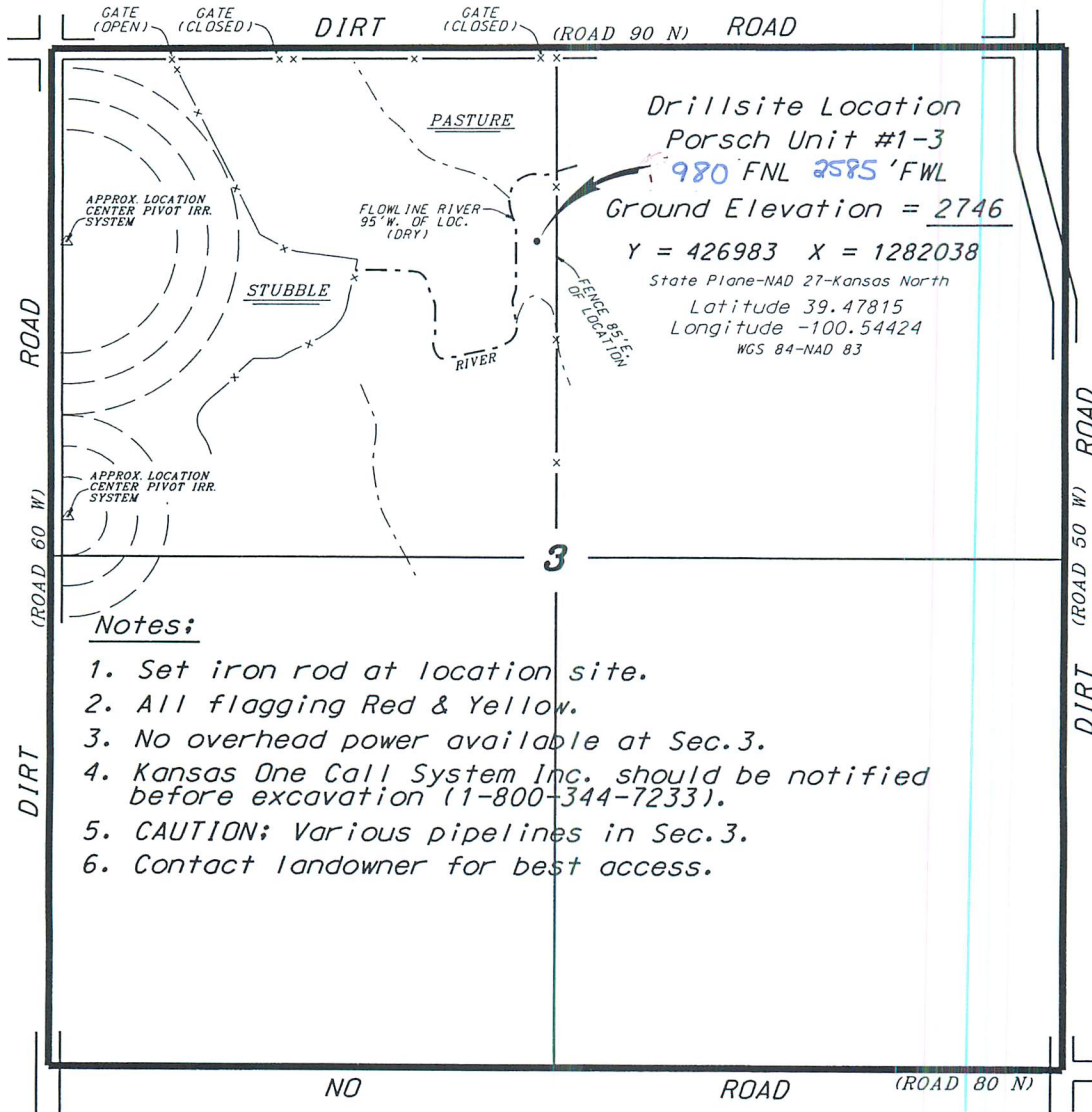 GATE
(OPEN)
GATE
(CLOSED)
DIRT
GATE
(CLOSED)
(ROAD 90 N)
ROAD
PASTURE
Drillsite Location
Porsch Unit #1-3
980 FNL 2585 'FWL
Ground Elevation = 2746
Y = 426983 X = 1282038
State Plane-NAD 27-Kansas North
Latitude 39.47815
Longitude -100.54424
WGS 84-NAD 83
APPROX. LOCATION
CENTER PIVOT IRR.
SYSTEM
FLOWLINE RIVER
95'W. OF LOC.
(DRY)
STUBBLE
FENCE 85'E.
OF LOCATION
RIVER
ROAD
ROAD
APPROX. LOCATION
CENTER PIVOT IRR.
SYSTEM
(ROAD 60 W)
(ROAD 50 W)
3
Notes:
1. Set iron rod at location site.
2. All flagging Red & Yellow.
3. No overhead power available at Sec.3.
4. Kansas One Call System Inc. should be notified
before excavation (1-800-344-7233).
5. CAUTION: Various pipelines in Sec.3.
6. Contact landowner for best access.
DIRT
DIRT
NO
ROAD
(ROAD 80 N)